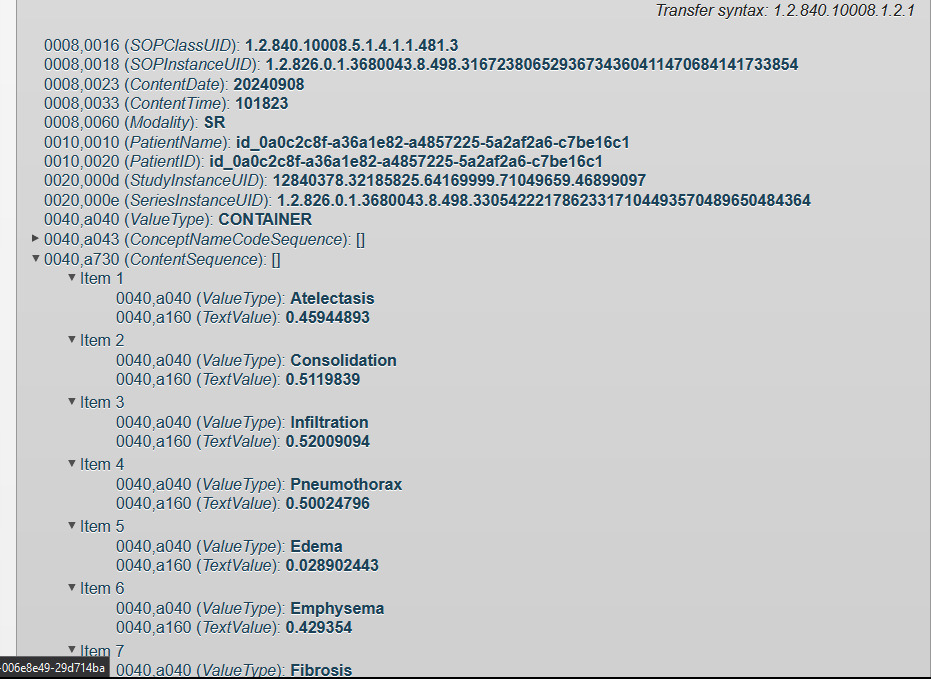 Transfer syntax: 1.2.840.10008.1.2.1
0008,0016 (SOPClassUID): 1.2.840.10008.5.1.4.1.1.481.3
0008,0018 (SOPInstanceUID): 1.2.826.0.1.3680043.8.498.31672380652936734360411470684141733854
0008,0023 (ContentDate): 20240908
0008,0033 (ContentTime): 101823
0008,0060 (Modality): SR
0010,0010 (PatientName): id_0a0c2c8f-a36a1e82-a4857225-5a2af2a6-c7be16c1
0010,0020 (PatientID): id_0a0c2c8f-a36a1e82-a4857225-5a2af2a6-c7be16c1
0020,000d (StudyInstanceUID): 12840378.32185825.64169999.71049659.46899097
0020,000e (SeriesInstanceUID): 1.2.826.0.1.3680043.8.498.33054222178623317104493570489650484364
0040,a040 (ValueType): CONTAINER
0040,a043 (ConceptNameCodeSequence): []
0040,a730 (ContentSequence): []
Item 1
0040,a040 (ValueType): Atelectasis
0040,a160 (TextValue): 0.45944893
Item 2
0040,a040 (ValueType): Consolidation
0040,a160 (TextValue): 0.5119839
Item 3
0040,a040 (ValueType): Infiltration
0040,a160 (TextValue): 0.52009094
Item 4
0040,a040 (ValueType): Pneumothorax
0040,a160 (TextValue): 0.50024796
Item 5
0040,a040 (ValueType): Edema
0040,a160 (TextValue): 0.028902443
Item 6
0040,a040 (ValueType): Emphysema
0040,a160 (TextValue): 0.429354
Item 7
-006e8e49-29d714ba
0040,a040 (ValueType): Fibrosis